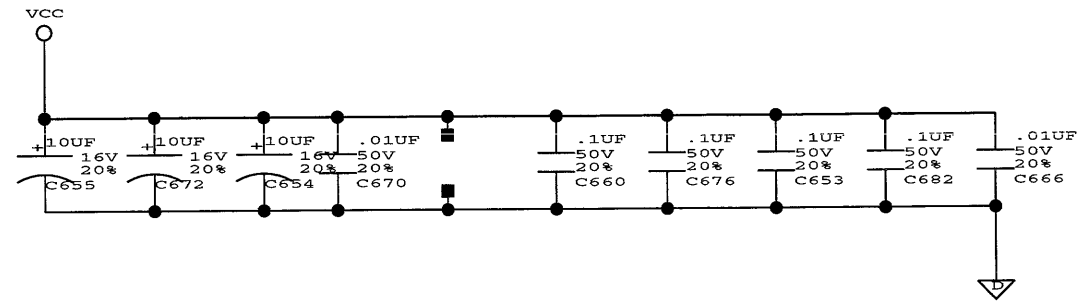 VCC
+ 10UF
16V
20%
C655
+ 10UF
16V
20%
C672
+ 10UF
16V
20%
C654
.01UF
50V
20%
C670
.1UF
50V
20%
C660
.1UF
50V
20%
C676
.1UF
50V
20%
C653
.1UF
50V
20%
C682
.01UF
50V
20%
C666
D